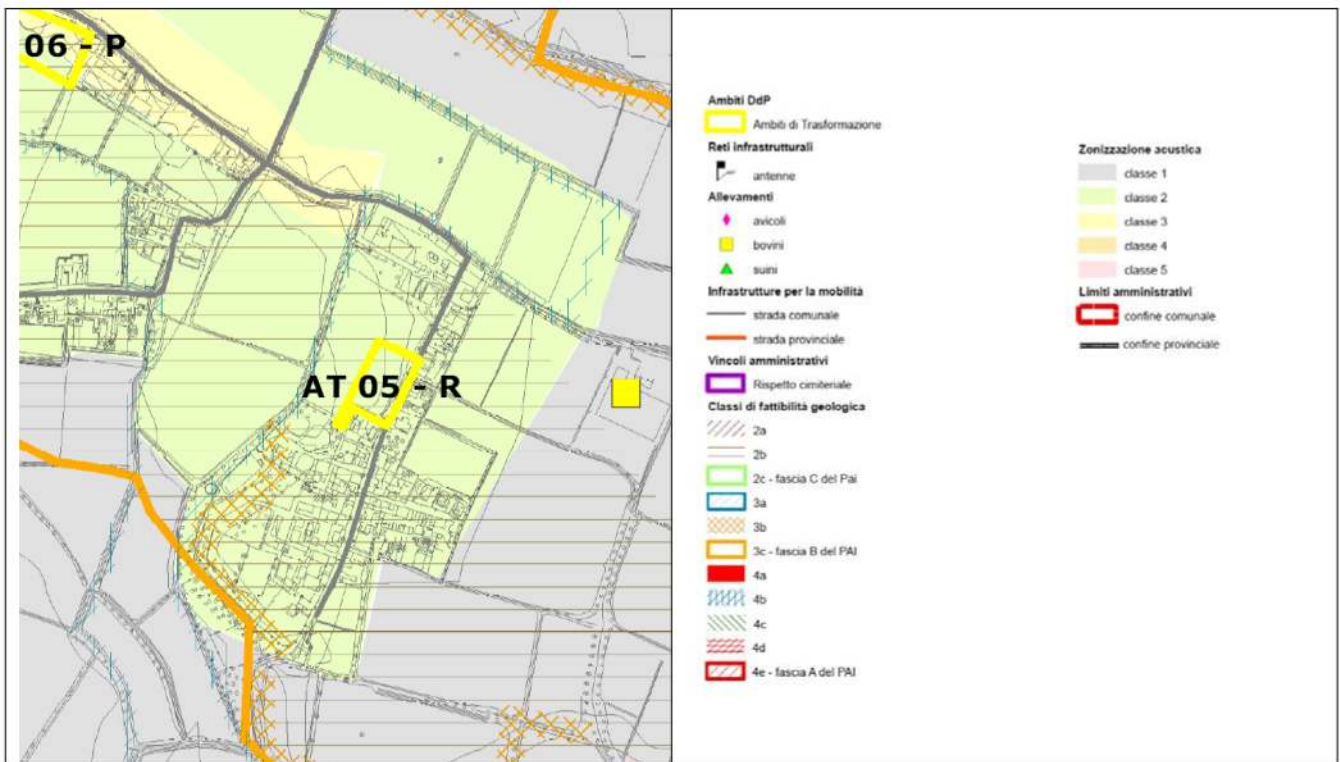 06 - P
AT 05 - R
Ambiti DdP
Ambiti di Trasformazione
Reti infrastrutturali
antenne
Allevamenti
avicoli
bovini
suini
Infrastrutture per la mobilità
strada comunale
strada provinciale
Vincoli amministrativi
Rispetto cimiteriale
Classi di fattibilità geologica
2a
2b
2c - fascia C del Pai
3a
3b
3c - fascia B del PAI
4a
4b
4c
4d
4e - fascia A del PAI
Zonizzazione acustica
classe 1
classe 2
classe 3
classe 4
classe 5
Limiti amministrativi
confine comunale
confine provinciale